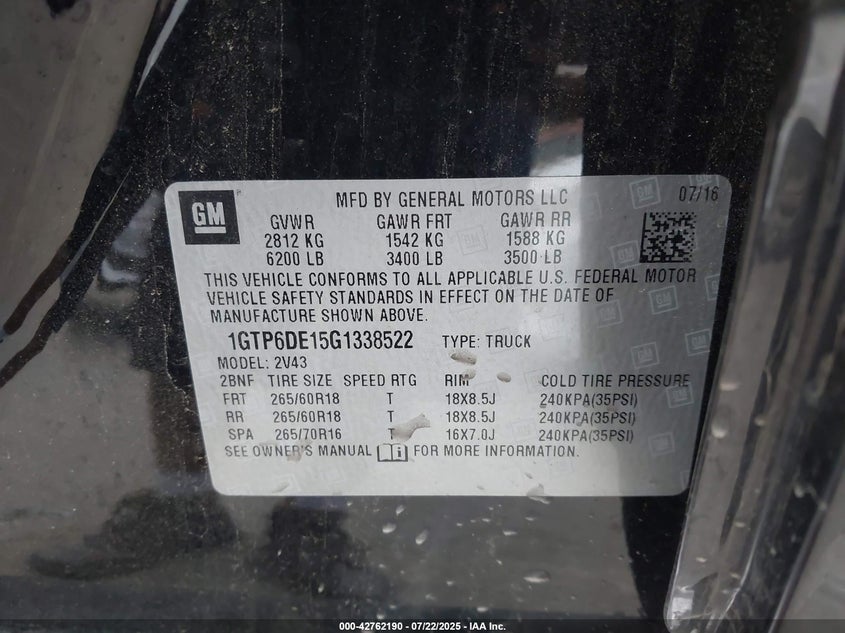 GM
MFD BY GENERAL MOTORS LLC 07/16
GVWR GAWR FRT GAWR RR
2812 KG 1542 KG 1588 KG
6200 LB 3400 LB 3500 LB
THIS VEHICLE CONFORMS TO ALL APPLICABLE U.S. FEDERAL MOTOR
VEHICLE SAFETY STANDARDS IN EFFECT ON THE DATE OF
MANUFACTURE SHOWN ABOVE.
1GTP6DE15G1338522 TYPE: TRUCK
MODEL: 2V43
2BNF TIRE SIZE SPEED RTG RIM COLD TIRE PRESSURE
FRT 265/60R18 T 18X8.5J 240KPA(35PSI)
RR 265/60R18 T 18X8.5J 240KPA(35PSI)
SPA 265/70R16 T 16X7.0J 240KPA(35PSI)
SEE OWNER'S MANUAL FOR MORE INFORMATION.
000-42762190 - 07/22/2025 - IAA Inc.